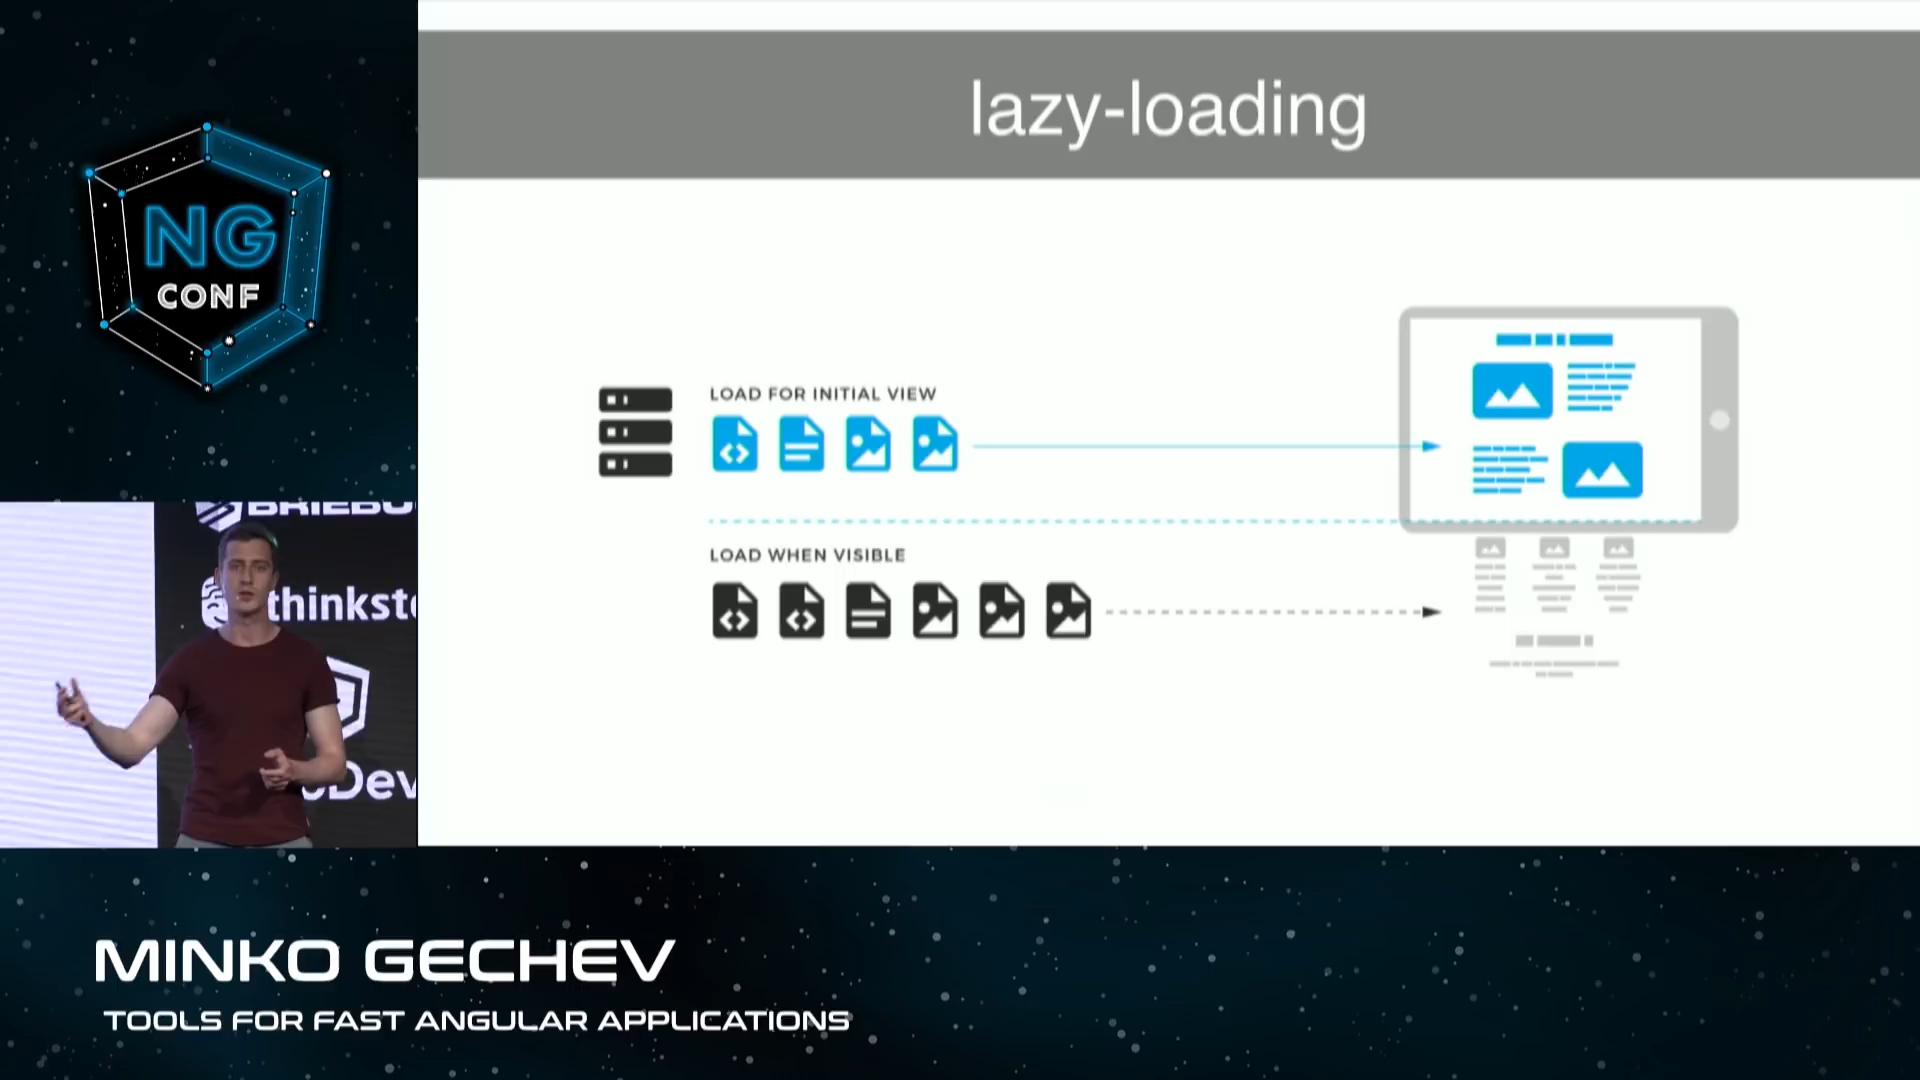 lazy-loading
NG
CONF
LOAD FOR INITIAL VIEW
LOAD WHEN VISIBLE
thinkst
Dev
MINKO GECHEV
TOOLS FOR FAST ANGULAR APPLICATIONS